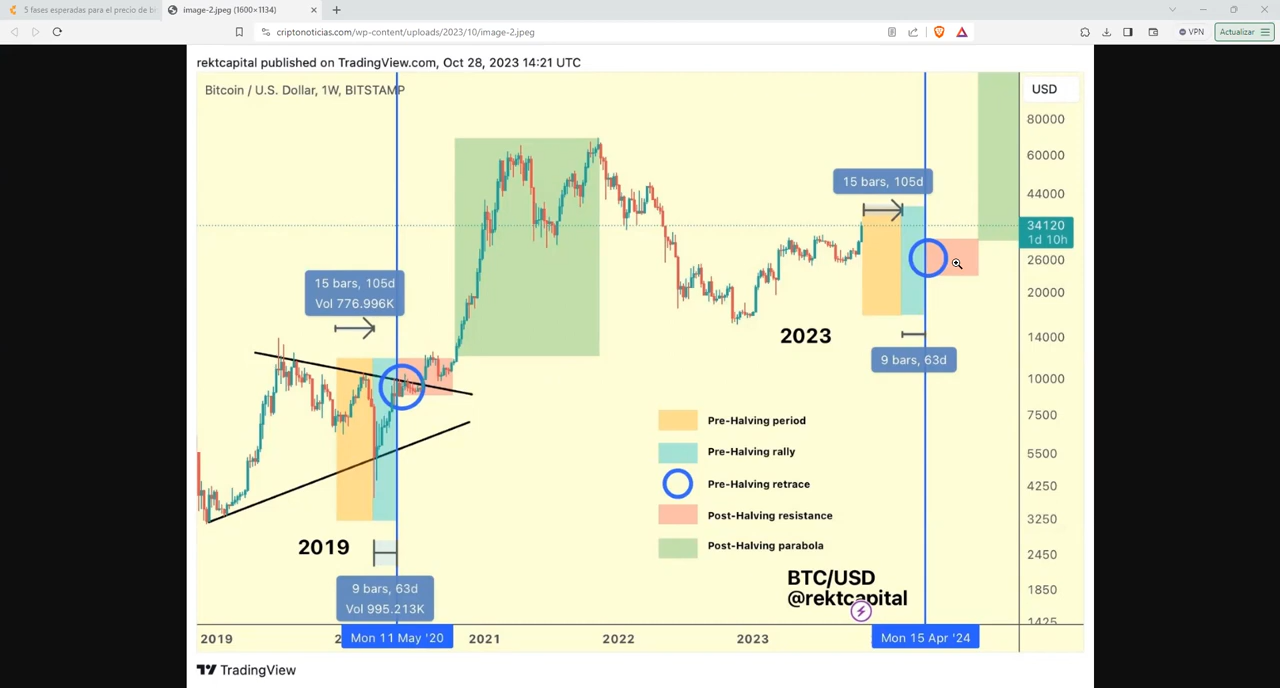 5 fases esperadas para el precio de bi
image-2.jpeg (1600×1134)
criptonoticias.com/wp-content/uploads/2023/10/image-2.jpeg
VPN
Actualizar
rektcapital published on TradingView.com, Oct 28, 2023 14:21 UTC
Bitcoin / U.S. Dollar, 1W, BITSTAMP
USD
80000
60000
15 bars, 105d
44000
34120
1d 10h
26000
15 bars, 105d
Vol 776.996K
20000
2023
14000
9 bars, 63d
10000
7500
Pre-Halving period
Pre-Halving rally
5500
Pre-Halving retrace
4250
Post-Halving resistance
3250
Post-Halving parabola
2019
2450
BTC/USD
@rektcapital
9 bars, 63d
Vol 995.213K
1850
1425
2019
2
Mon 11 May '20
2021
2022
2023
Mon 15 Apr '24
TradingView